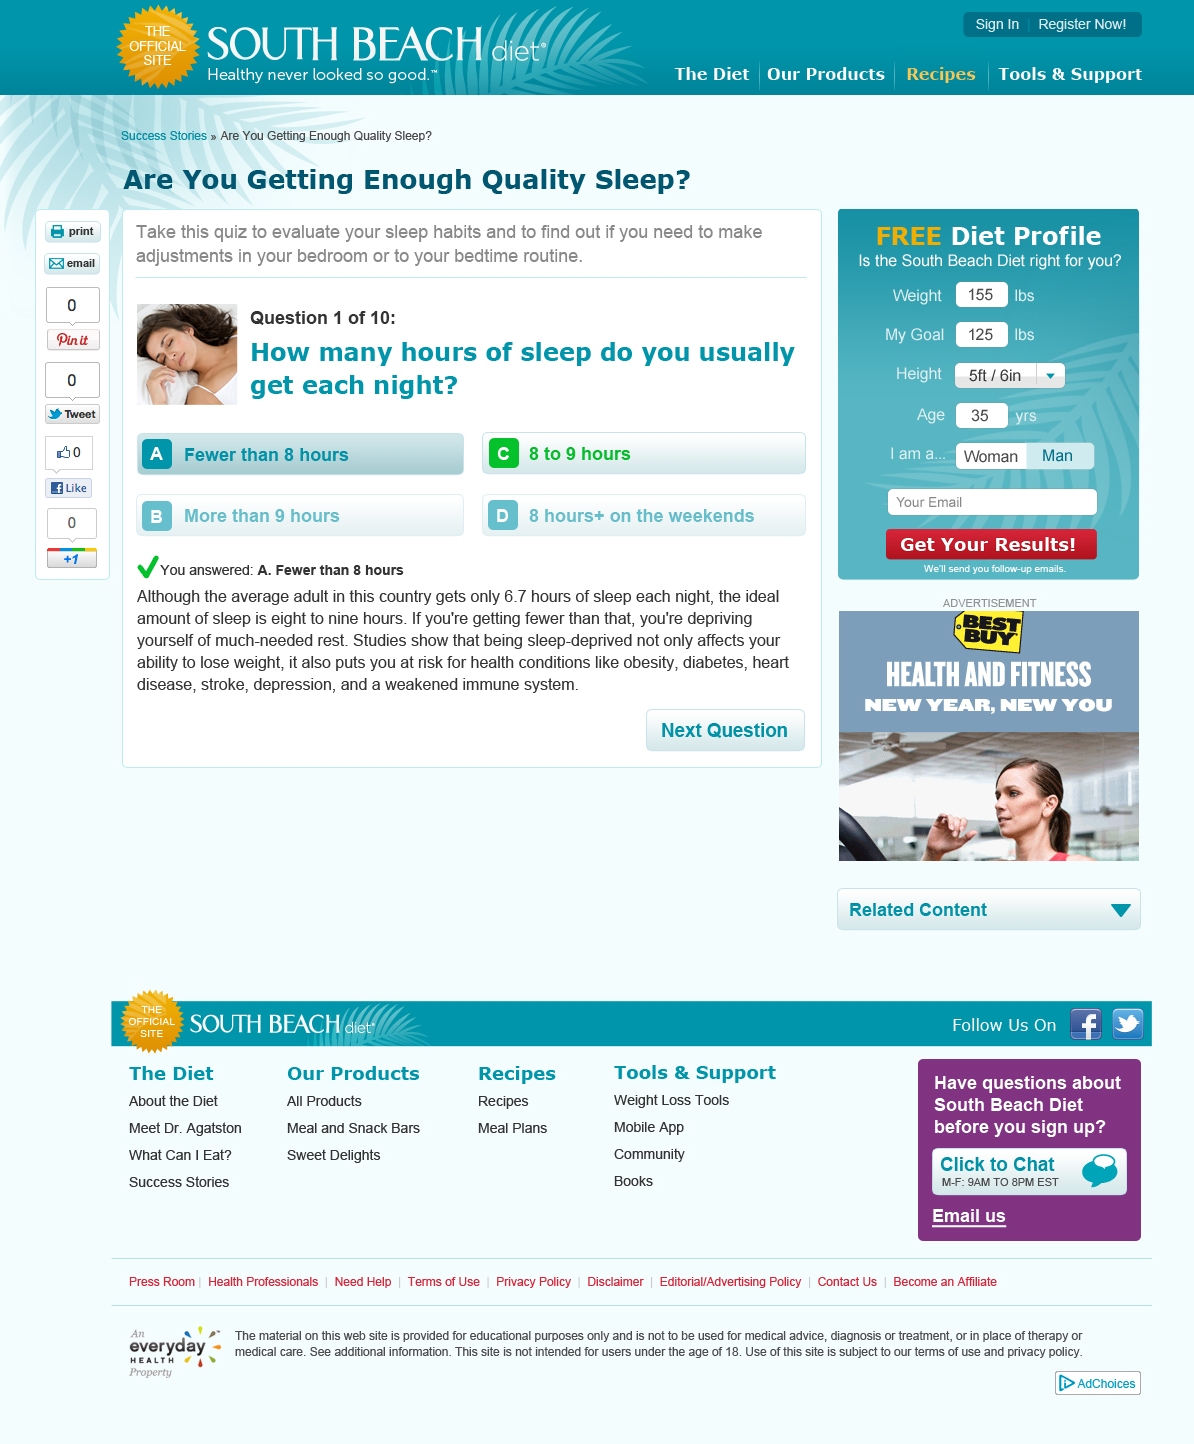 THE
OFFICIAL
SITE
SOUTH BEACH diet®
Healthy never looked so good.™
Sign In | Register Now!
The Diet | Our Products | Recipes | Tools & Support
Success Stories » Are You Getting Enough Quality Sleep?
Are You Getting Enough Quality Sleep?
print
email
0
Pin it
0
Tweet
0
Like
0
+1
Take this quiz to evaluate your sleep habits and to find out if you need to make
adjustments in your bedroom or to your bedtime routine.
Question 1 of 10:
How many hours of sleep do you usually
get each night?
A Fewer than 8 hours
C 8 to 9 hours
B More than 9 hours
D 8 hours+ on the weekends
You answered: A. Fewer than 8 hours
Although the average adult in this country gets only 6.7 hours of sleep each night, the ideal
amount of sleep is eight to nine hours. If you're getting fewer than that, you're depriving
yourself of much-needed rest. Studies show that being sleep-deprived not only affects your
ability to lose weight, it also puts you at risk for health conditions like obesity, diabetes, heart
disease, stroke, depression, and a weakened immune system.
Next Question
FREE Diet Profile
Is the South Beach Diet right for you?
Weight 155 lbs
My Goal 125 lbs
Height 5ft / 6in
Age 35 yrs
I am a... Woman Man
Your Email
Get Your Results!
We'll send you follow-up emails.
ADVERTISEMENT
BEST
BUY
HEALTH AND FITNESS
NEW YEAR, NEW YOU
Related Content
THE
OFFICIAL
SITE
SOUTH BEACH diet®
Follow Us On
The Diet
About the Diet
Meet Dr. Agatston
What Can I Eat?
Success Stories
Our Products
All Products
Meal and Snack Bars
Sweet Delights
Recipes
Recipes
Meal Plans
Tools & Support
Weight Loss Tools
Mobile App
Community
Books
Have questions about
South Beach Diet
before you sign up?
Click to Chat
M-F: 9AM TO 8PM EST
Email us
Press Room | Health Professionals | Need Help | Terms of Use | Privacy Policy | Disclaimer | Editorial/Advertising Policy | Contact Us | Become an Affiliate
An
everyday
HEALTH
Property
The material on this web site is provided for educational purposes only and is not to be used for medical advice, diagnosis or treatment, or in place of therapy or
medical care. See additional information. This site is not intended for users under the age of 18. Use of this site is subject to our terms of use and privacy policy.
AdChoices